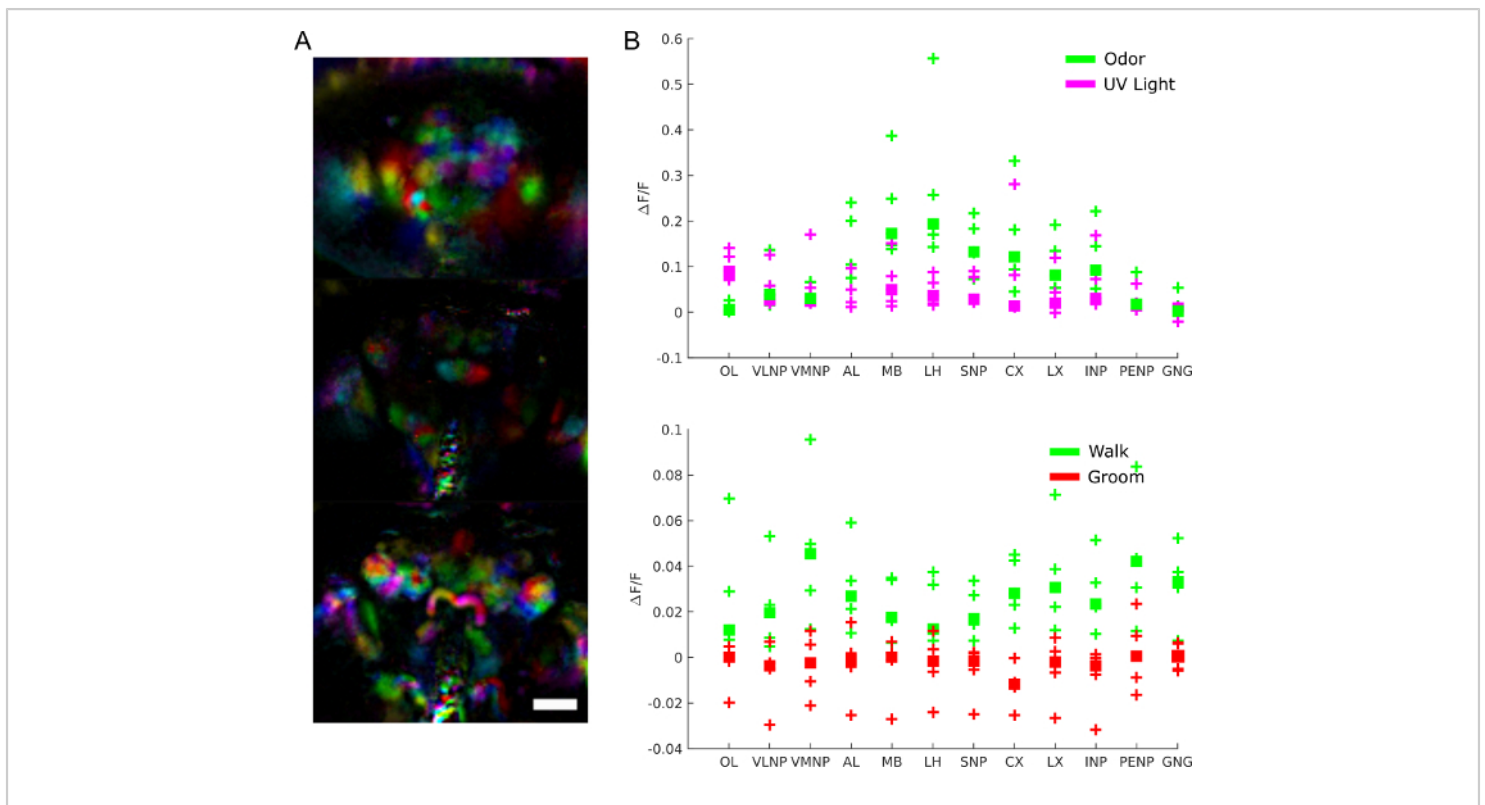 A
B
0.6
0.5
0.4
0.3
0.2
0.1
0
-0.1
ΔF/F
Odor
UV Light
OL VLNP VMNP AL MB LH SNP CX LX INP PENP GNG
0.1
0.08
0.06
0.04
0.02
0
-0.02
-0.04
ΔF/F
Walk
Groom
OL VLNP VMNP AL MB LH SNP CX LX INP PENP GNG